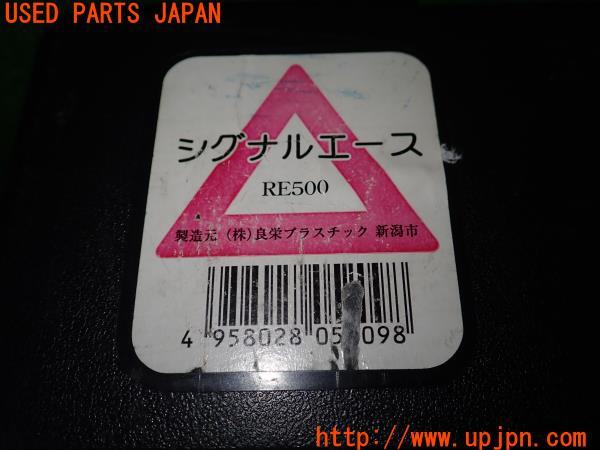 USED PARTS JAPAN
シグナルエース
RE500
製造元 (株)良栄プラスチック 新潟市
http://www.upjpn.com/